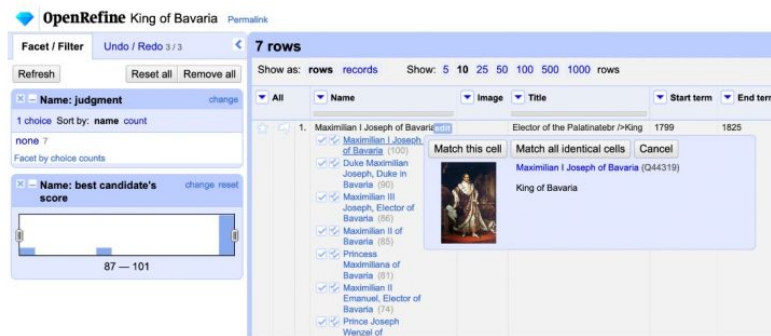 OpenRefine King of Bavaria Permalink
Facet / Filter Undo / Redo 3 / 3
7 rows
Refresh Reset all Remove all
Show as: rows records Show: 5 10 25 50 100 500 1000 rows
Name: judgment change
1 choice Sort by: name count
none 7
Facet by choice counts
Name: best candidate's score change reset
87 — 101
All Name Image Title Start term End term
1. Maximilian I Joseph of Bavaria edit Elector of the Palatinatebr />King 1799 1825
Maximilian I Joseph
of Bavaria (100)
Duke Maximilian
Joseph, Duke in
Bavaria (90)
Maximilian III
Joseph, Elector of
Bavaria (86)
Maximilian II of
Bavaria (85)
Princess
Maximiliana of
Bavaria (81)
Maximilian II
Emanuel, Elector of
Bavaria (74)
Prince Joseph
Wenzel of
Match this cell Match all identical cells Cancel
Maximilian I Joseph of Bavaria (Q44319)
King of Bavaria